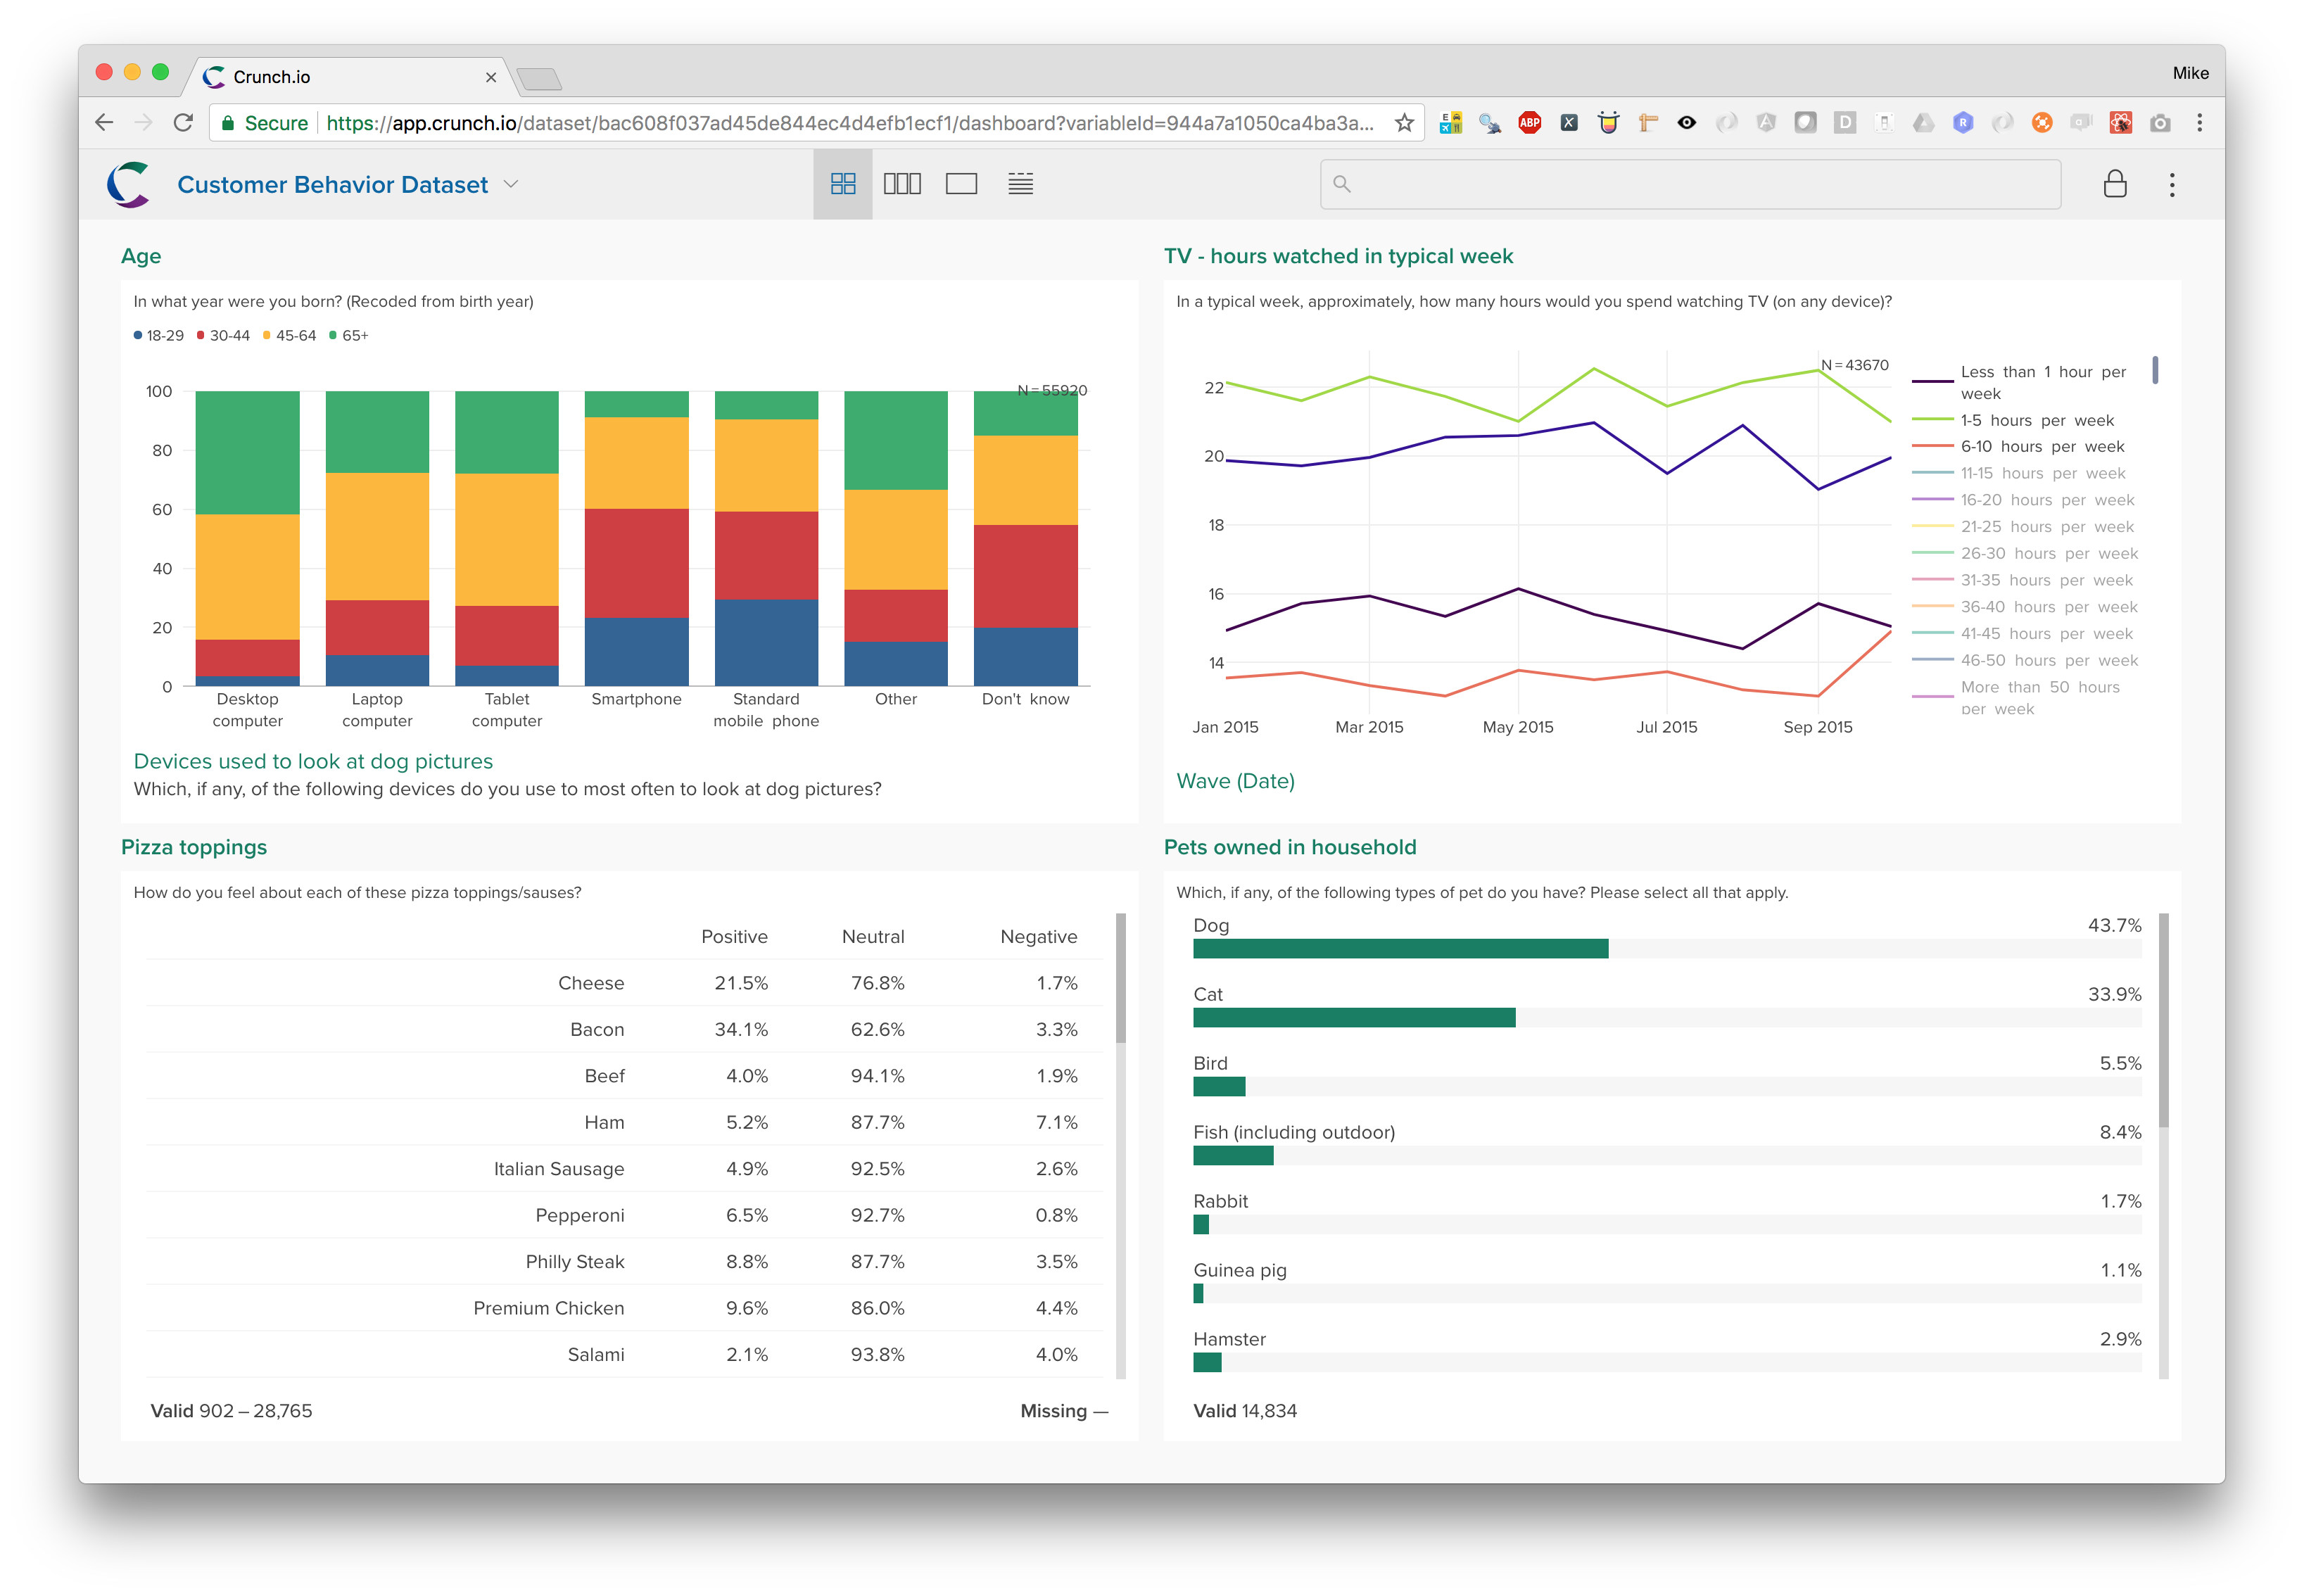 Crunch.io
Mike
Secure https://app.crunch.io/dataset/bac608f037ad45de844ec4d4efb1ecf1/dashboard?variableId=944a7a1050ca4ba3a...
ABP
Customer Behavior Dataset
Age
In what year were you born? (Recoded from birth year)
18-29 30-44 45-64 65+
N = 55920
100
80
60
40
20
0
Desktop computer
Laptop computer
Tablet computer
Smartphone
Standard mobile phone
Other
Don't know
Devices used to look at dog pictures
Which, if any, of the following devices do you use to most often to look at dog pictures?
TV - hours watched in typical week
In a typical week, approximately, how many hours would you spend watching TV (on any device)?
N = 43670
22
20
18
16
14
Jan 2015 Mar 2015 May 2015 Jul 2015 Sep 2015
Less than 1 hour per
week
1-5 hours per week
6-10 hours per week
11-15 hours per week
16-20 hours per week
21-25 hours per week
26-30 hours per week
31-35 hours per week
36-40 hours per week
41-45 hours per week
46-50 hours per week
More than 50 hours
per week
Wave (Date)
Pizza toppings
How do you feel about each of these pizza toppings/sauses?
Positive Neutral Negative
Cheese 21.5% 76.8% 1.7%
Bacon 34.1% 62.6% 3.3%
Beef 4.0% 94.1% 1.9%
Ham 5.2% 87.7% 7.1%
Italian Sausage 4.9% 92.5% 2.6%
Pepperoni 6.5% 92.7% 0.8%
Philly Steak 8.8% 87.7% 3.5%
Premium Chicken 9.6% 86.0% 4.4%
Salami 2.1% 93.8% 4.0%
Valid 902 – 28,765 Missing —
Pets owned in household
Which, if any, of the following types of pet do you have? Please select all that apply.
Dog 43.7%
Cat 33.9%
Bird 5.5%
Fish (including outdoor) 8.4%
Rabbit 1.7%
Guinea pig 1.1%
Hamster 2.9%
Valid 14,834